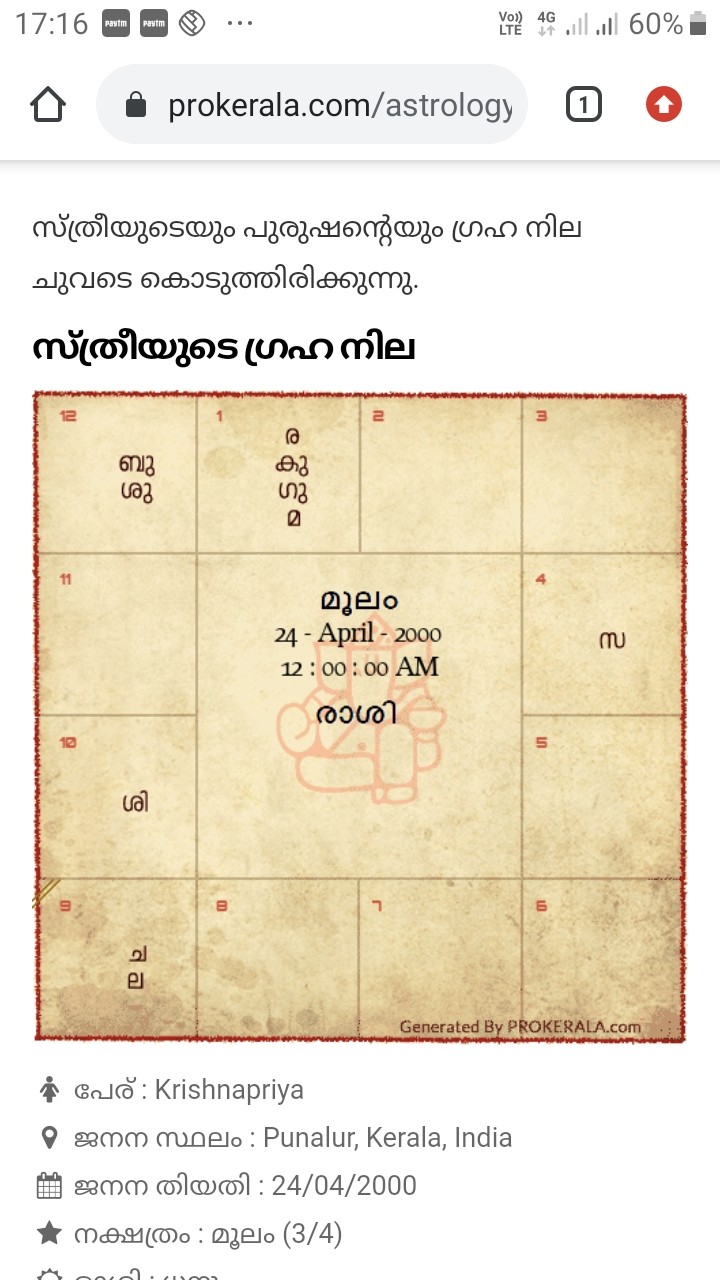 17:16 paytm paytm ... Vo)) LTE 4G 60%
prokerala.com/astrology 1
സ്ത്രീയുടെയും പുരുഷന്റെയും ഗ്രഹ നില
ചുവടെ കൊടുത്തിരിക്കുന്നു.
സ്ത്രീയുടെ ഗ്രഹ നില
12 1 2 3
ബു
ശു
ര
കു
ഗു
മ
11 4
സ
മൂലം
24 - April - 2000
12 : 00 : 00 AM
രാശി
10 5
ശി
9 8 7 6
ച
ല
Generated By PROKERALA.com
പേര് : Krishnapriya
ജനന സ്ഥലം : Punalur, Kerala, India
ജനന തിയതി : 24/04/2000
നക്ഷത്രം : മൂലം (3/4)